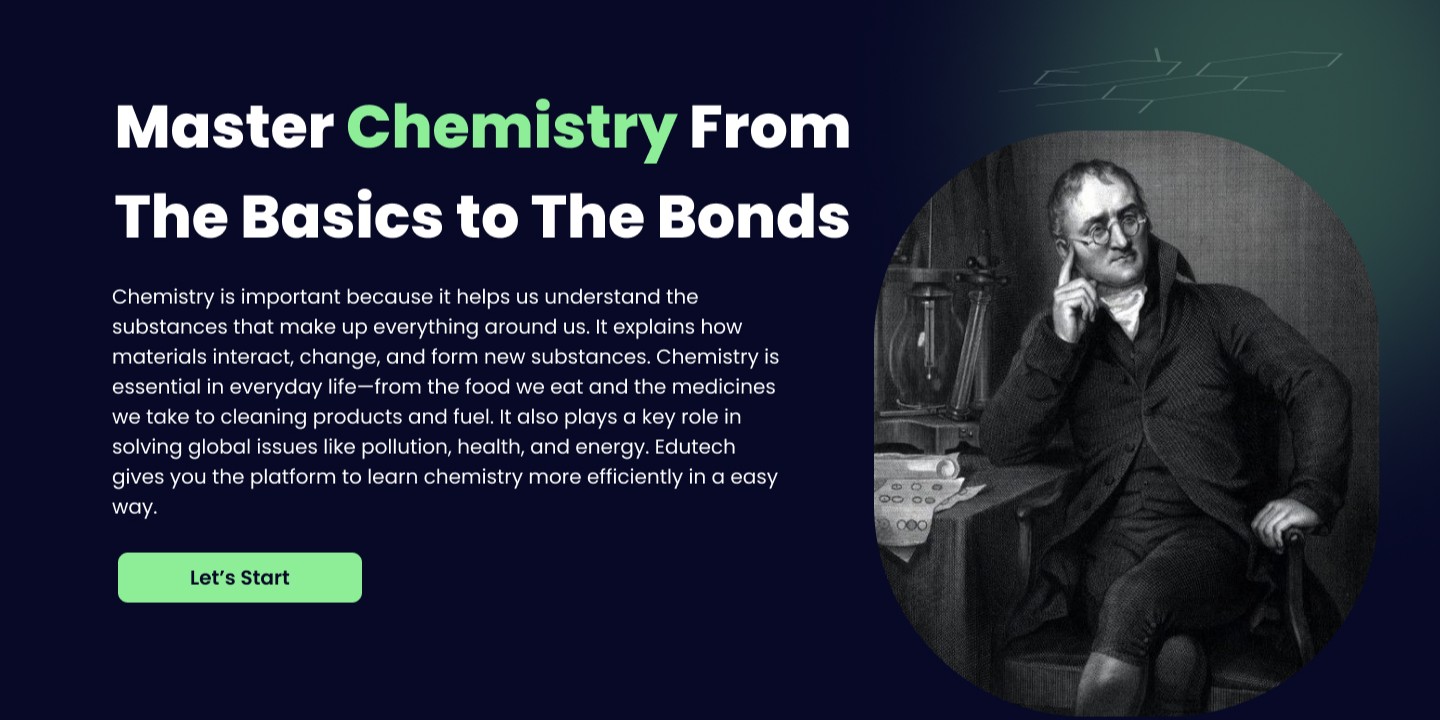 Master Chemistry From
The Basics to The Bonds
Chemistry is important because it helps us understand the
substances that make up everything around us. It explains how
materials interact, change, and form new substances. Chemistry is
essential in everyday life—from the food we eat and the medicines
we take to cleaning products and fuel. It also plays a key role in
solving global issues like pollution, health, and energy. Edutech
gives you the platform to learn chemistry more efficiently in a easy
way.
Let’s Start